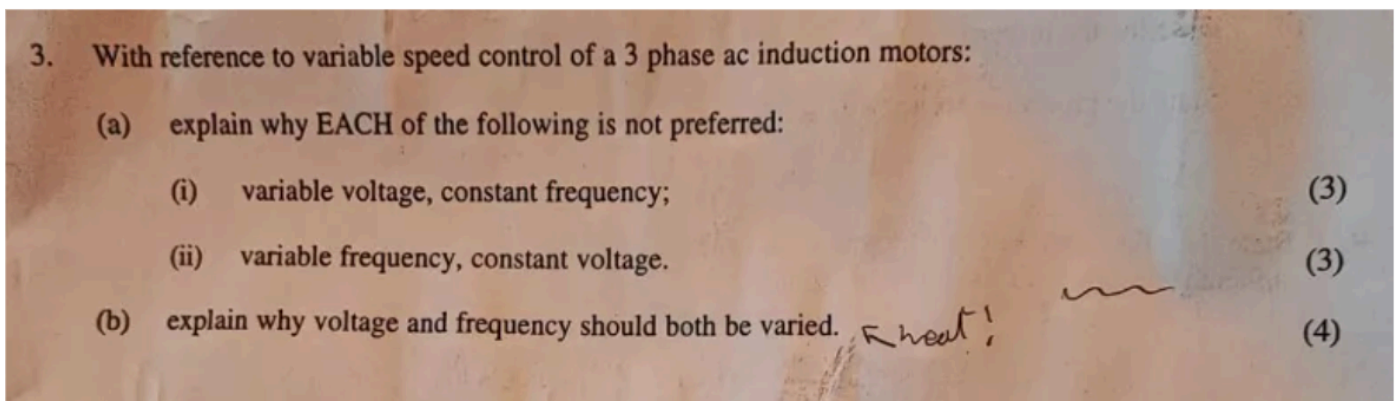 3. With reference to variable speed control of a 3 phase ac induction motors:
(a) explain why EACH of the following is not preferred:
(i) variable voltage, constant frequency; (3)
(ii) variable frequency, constant voltage. (3)
(b) explain why voltage and frequency should both be varied. heat! (4)